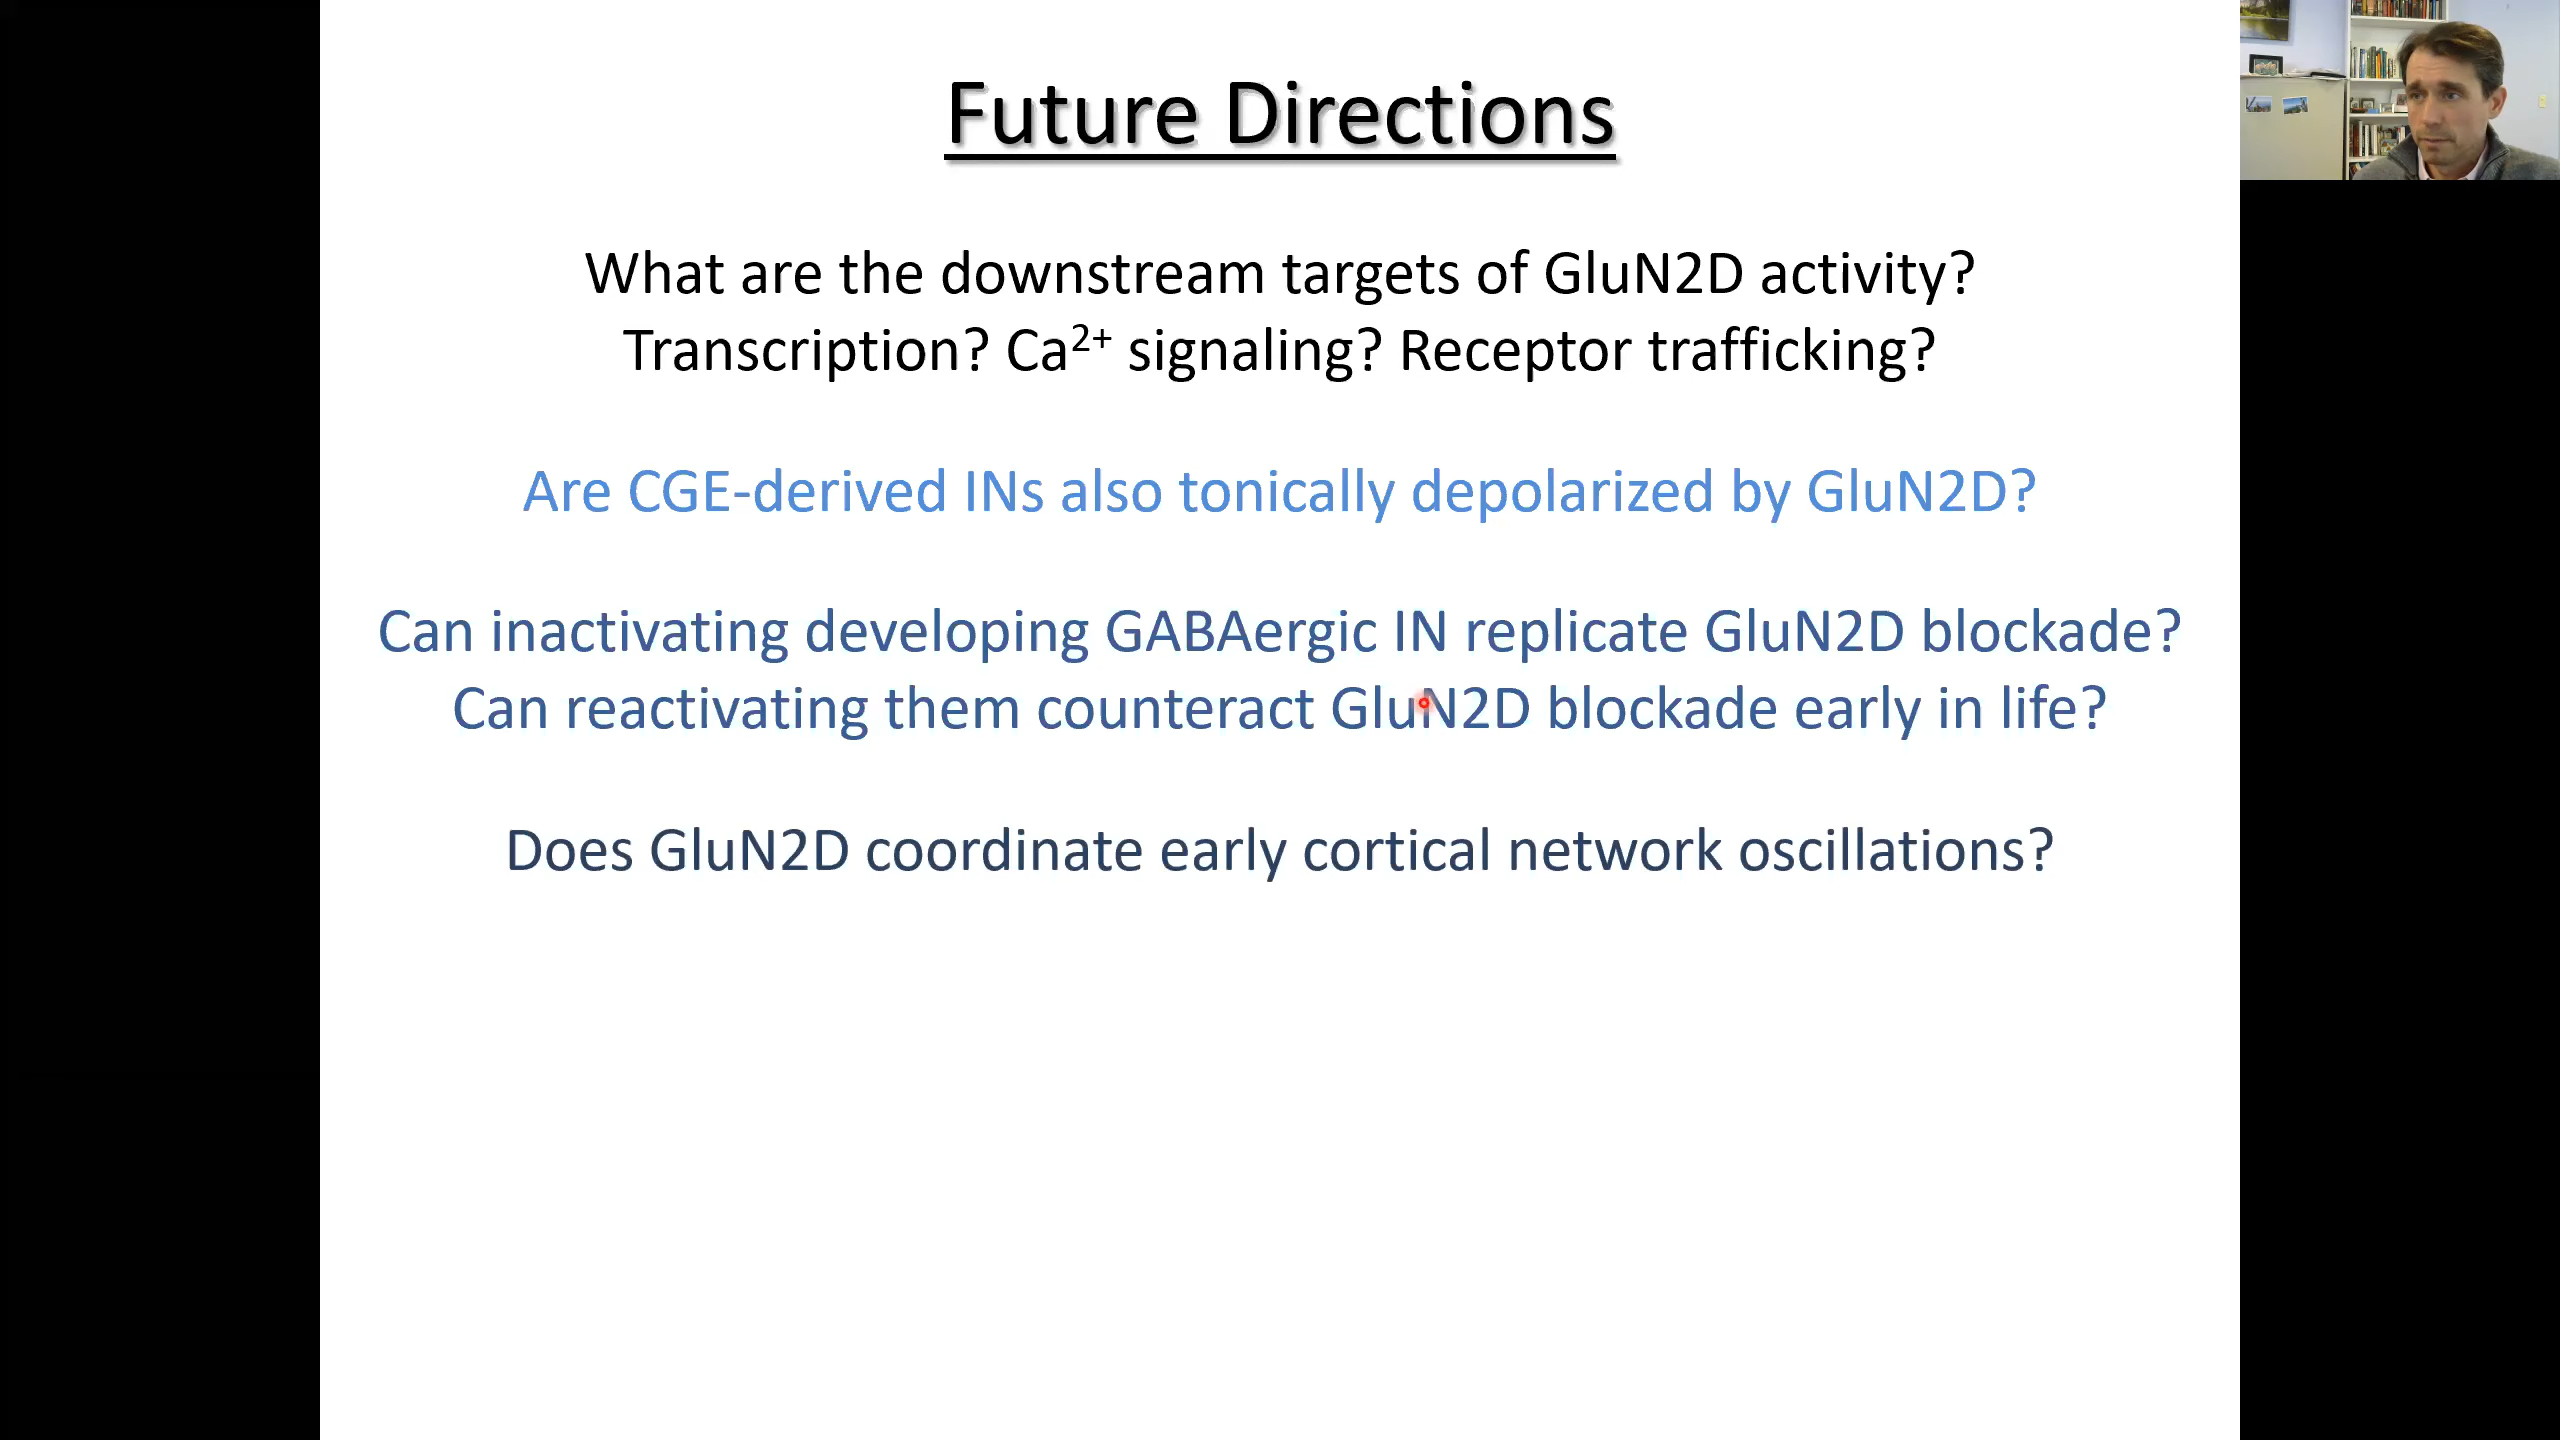 Future Directions
What are the downstream targets of GluN2D activity?
Transcription? Ca²⁺ signaling? Receptor trafficking?
Are CGE-derived INs also tonically depolarized by GluN2D?
Can inactivating developing GABAergic IN replicate GluN2D blockade?
Can reactivating them counteract GluN2D blockade early in life?
Does GluN2D coordinate early cortical network oscillations?